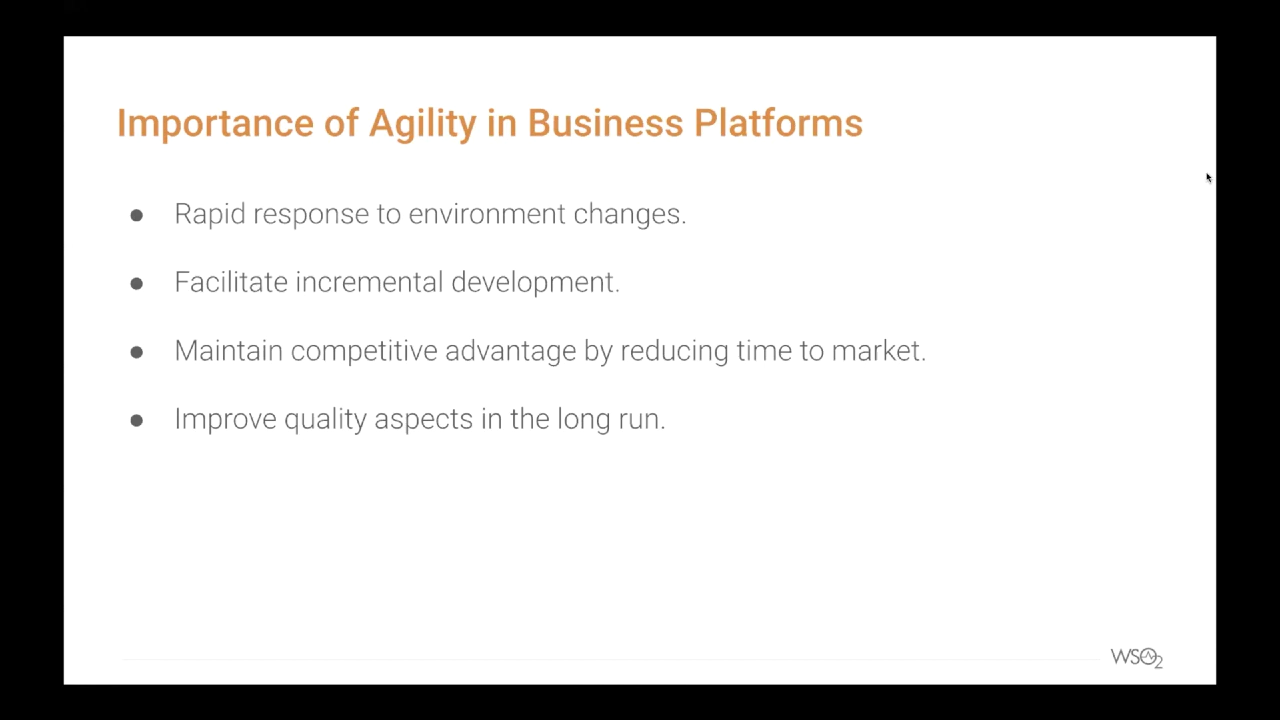 Importance of Agility in Business Platforms
● Rapid response to environment changes.
● Facilitate incremental development.
● Maintain competitive advantage by reducing time to market.
● Improve quality aspects in the long run.
WSO2